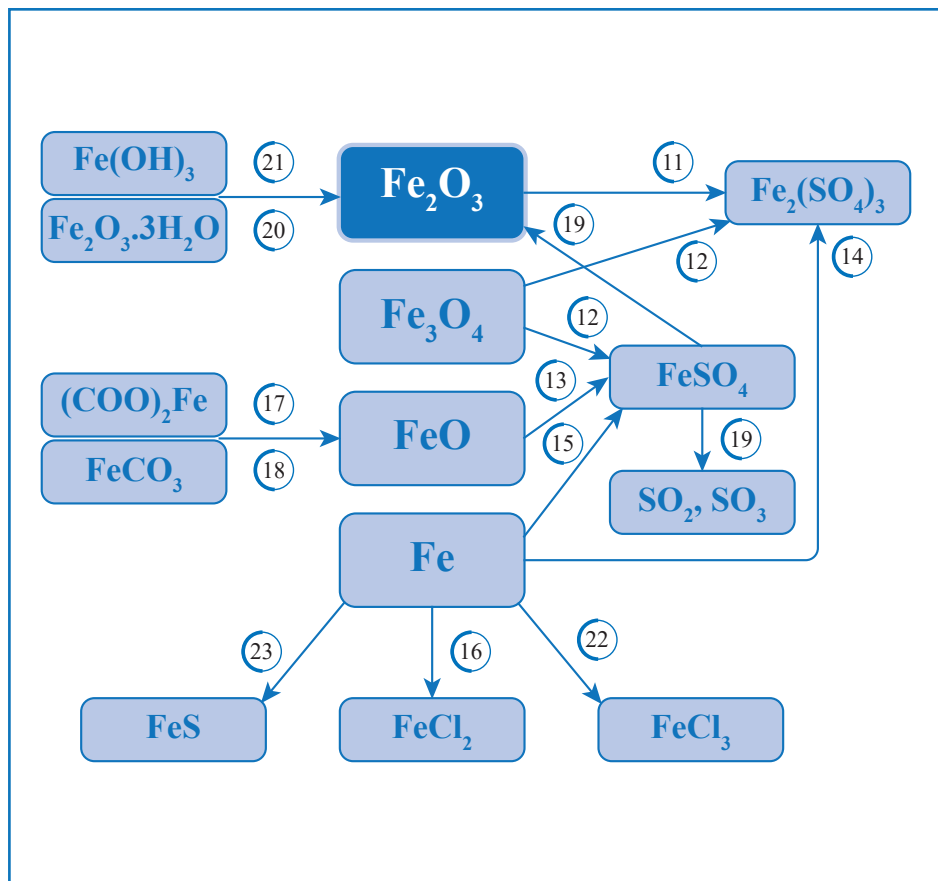 Fe(OH)₃
21
Fe₂O₃
11
Fe₂(SO₄)₃
Fe₂O₃.3H₂O
20
19
12
14
Fe₃O₄
12
13
FeSO₄
(COO)₂Fe
17
FeO
15
19
FeCO₃
18
SO₂, SO₃
Fe
23
16
22
FeS
FeCl₂
FeCl₃